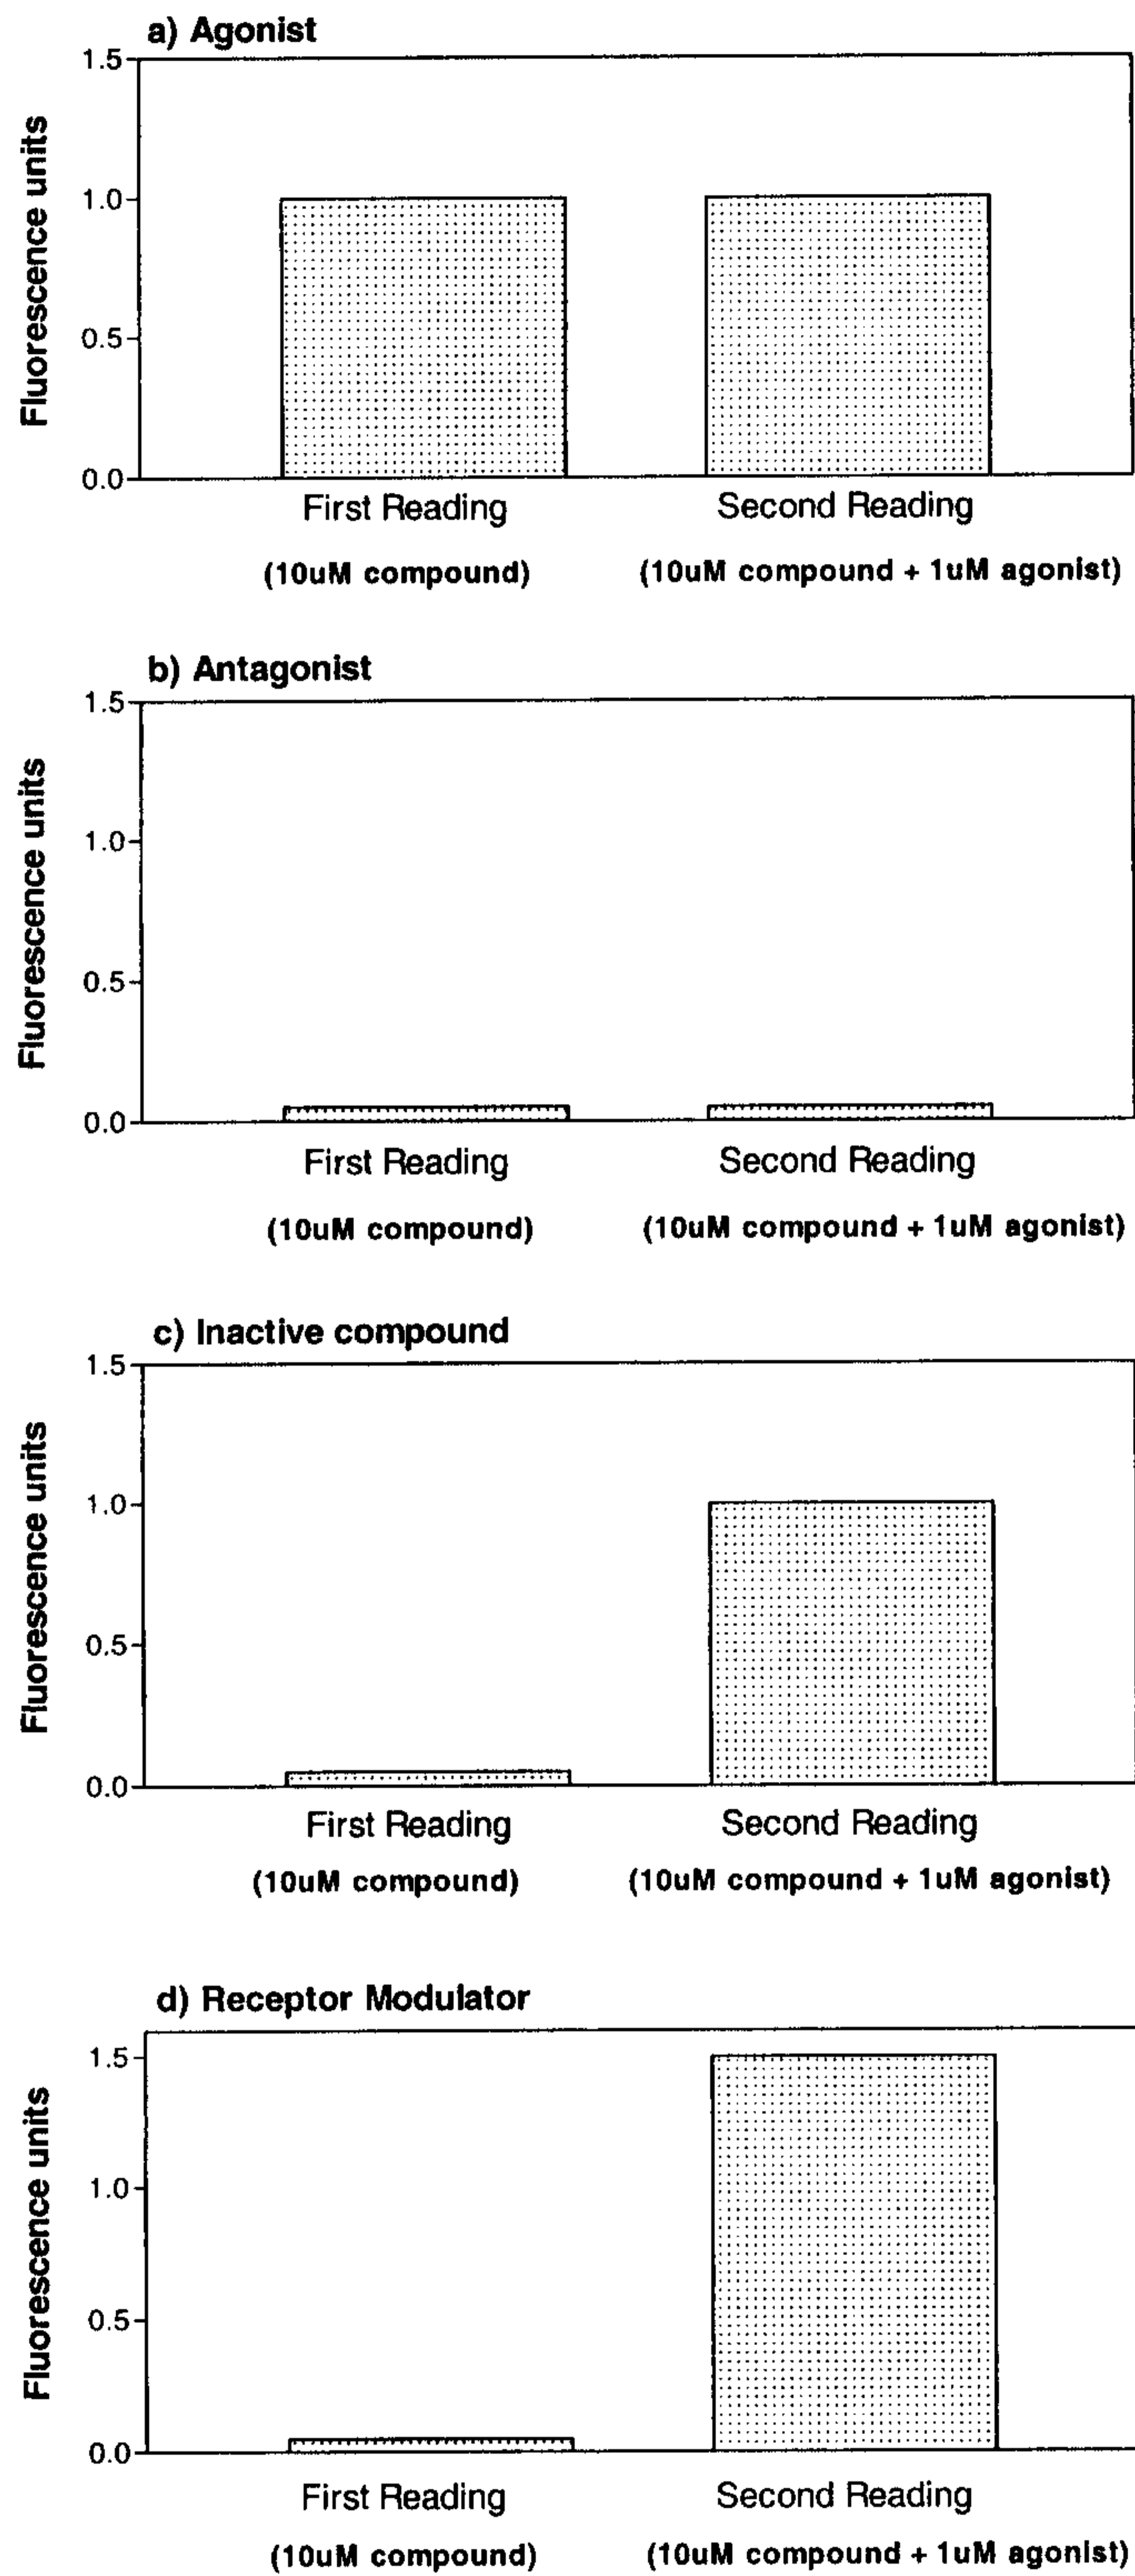 a) Agonist
1.5
1.0
0.5
0.0
Fluorescence units
First Reading
Second Reading
(10uM compound)
(10uM compound + 1uM agonist)
b) Antagonist
1.5
1.0
0.5
0.0
Fluorescence units
First Reading
Second Reading
(10uM compound)
(10uM compound + 1uM agonist)
c) Inactive compound
1.5
1.0
0.5
0.0
Fluorescence units
First Reading
Second Reading
(10uM compound)
(10uM compound + 1uM agonist)
d) Receptor Modulator
1.5
1.0
0.5
0.0
Fluorescence units
First Reading
Second Reading
(10uM compound)
(10uM compound + 1uM agonist)